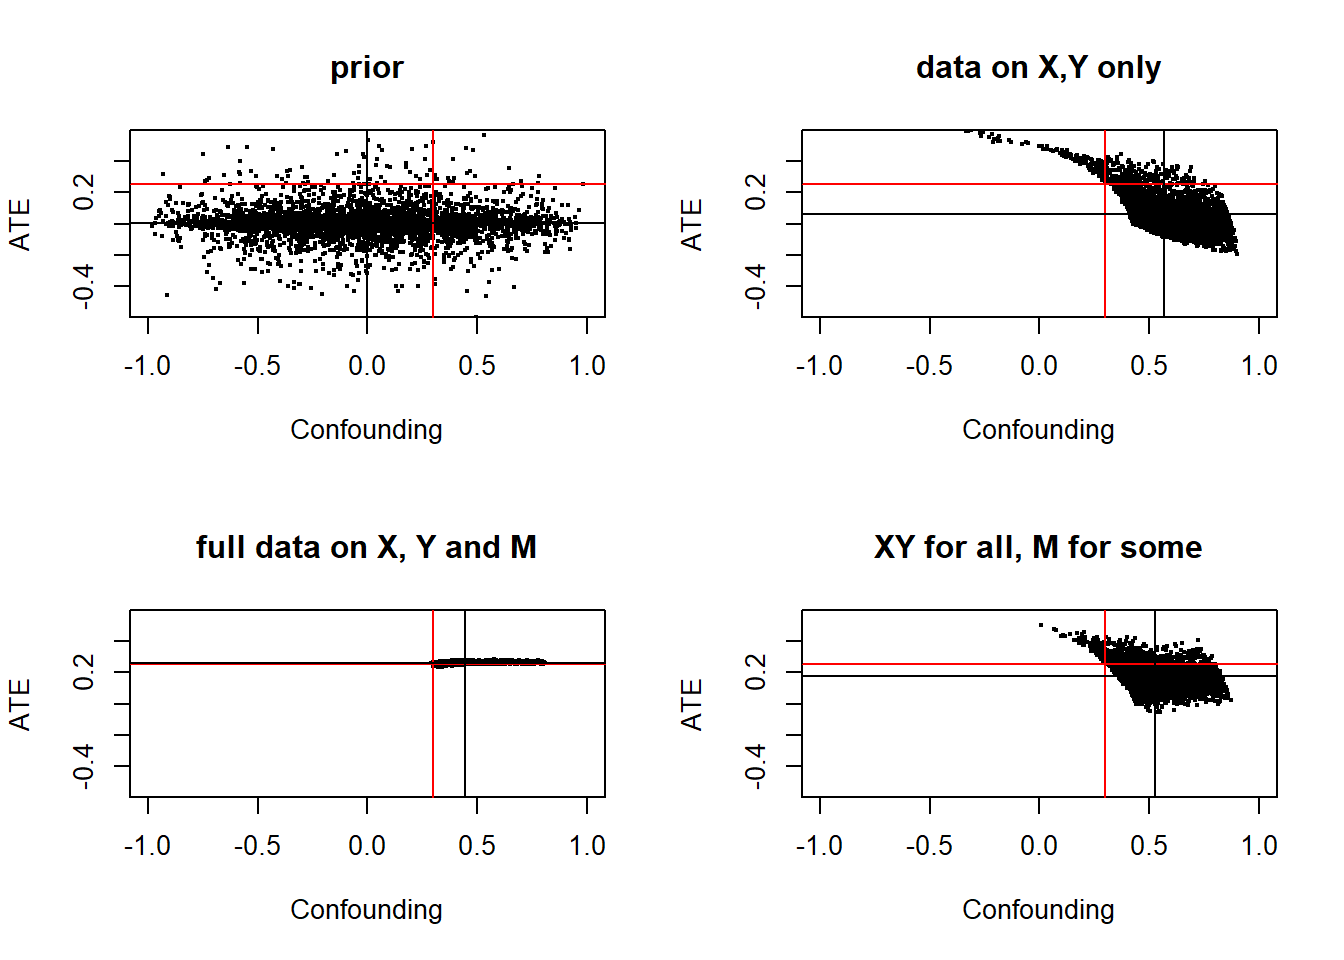 prior
ATE
0.2
-0.4
-1.0 -0.5 0.0 0.5 1.0
Confounding
data on X,Y only
ATE
0.2
-0.4
-1.0 -0.5 0.0 0.5 1.0
Confounding
full data on X, Y and M
ATE
0.2
-0.4
-1.0 -0.5 0.0 0.5 1.0
Confounding
XY for all, M for some
ATE
0.2
-0.4
-1.0 -0.5 0.0 0.5 1.0
Confounding